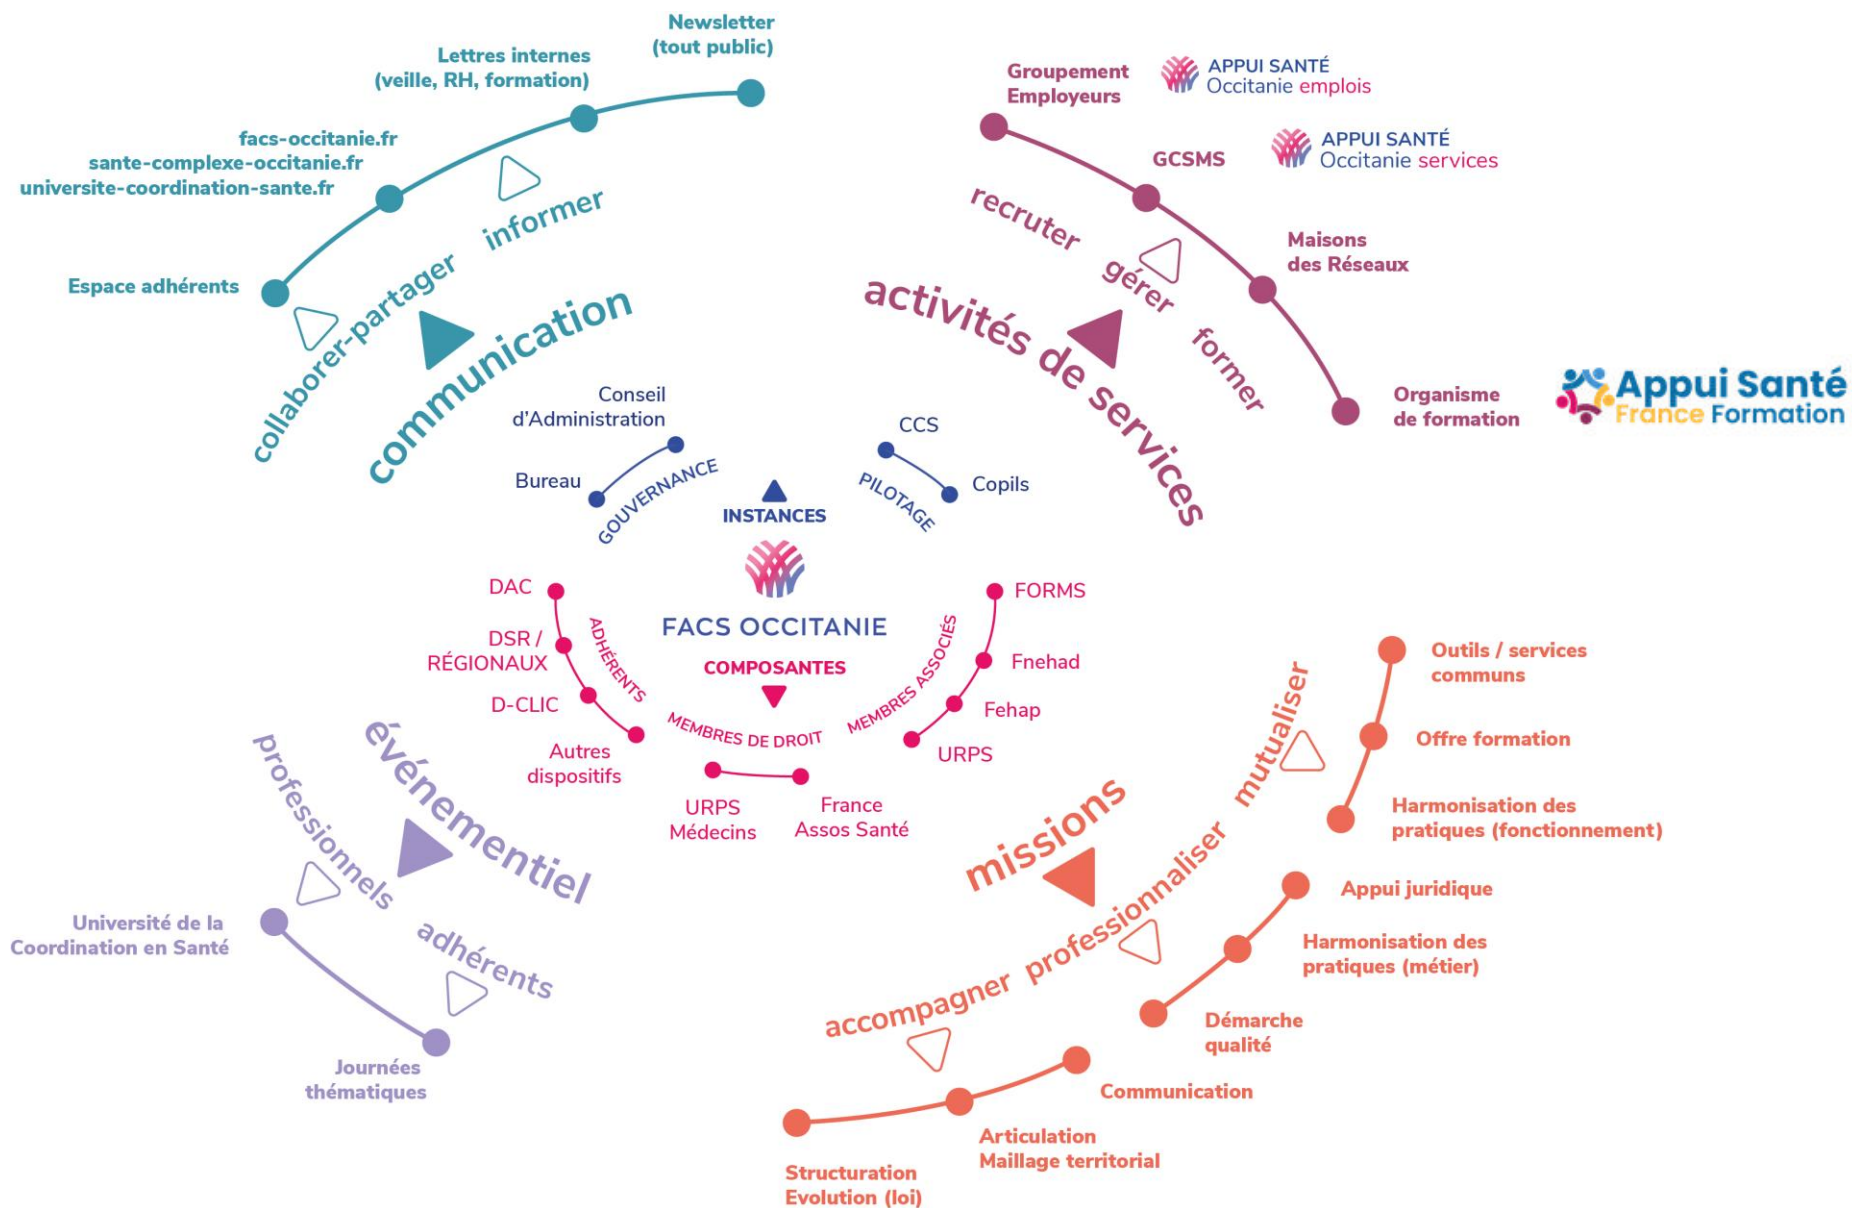 Newsletter
(tout public)
Lettres internes
(veille, RH, formation)
facs-occitanie.fr
sante-complexe-occitanie.fr
universite-coordination-sante.fr
Espace adhérents
informer
collaborer-partager
communication
Groupement
Employeurs
APPUI SANTÉ
Occitanie emplois
GCSMS
APPUI SANTÉ
Occitanie services
Maisons
des Réseaux
Organisme
de formation
Appui Santé
France Formation
recruter
gérer
former
activités de services
Conseil
d'Administration
Bureau
GOUVERNANCE
INSTANCES
CCS
Copils
PILOTAGE
FACS OCCITANIE
COMPOSANTES
DAC
DSR /
RÉGIONAUX
D-CLIC
Autres
dispositifs
ADHÉRENTS
MEMBRES DE DROIT
URPS
Médecins
France
Assos Santé
MEMBRES ASSOCIÉS
FORMS
Fnehad
Fehap
URPS
événementiel
professionnels
adhérents
Université de la
Coordination en Santé
Journées
thématiques
missions
mutualiser
professionnaliser
accompagner
Outils / services
communs
Offre formation
Harmonisation des
pratiques (fonctionnement)
Appui juridique
Harmonisation des
pratiques (métier)
Démarche
qualité
Communication
Articulation
Maillage territorial
Structuration
Evolution (loi)